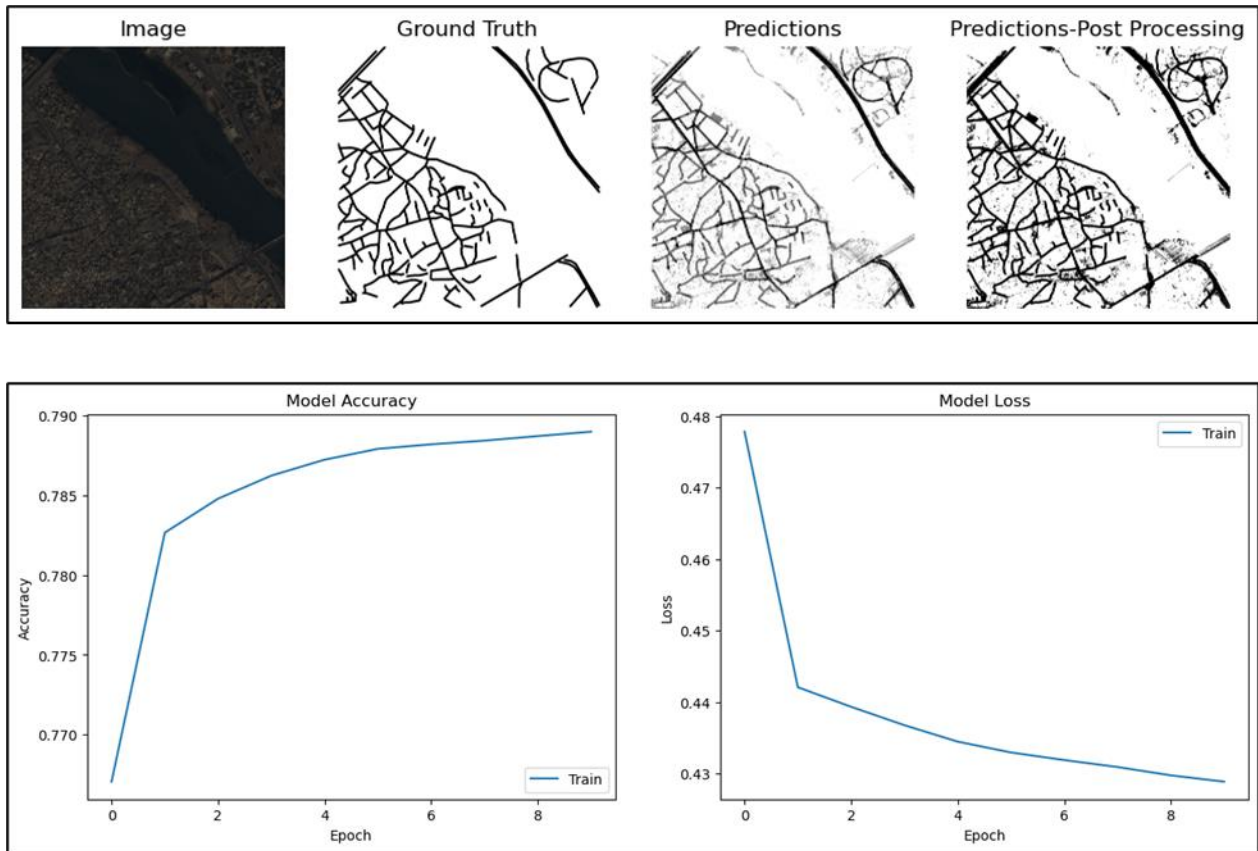 Image Ground Truth Predictions Predictions-Post Processing
Model Accuracy
0.790
0.785
0.780
0.775
0.770
Accuracy
0 2 4 6 8
Epoch
Train
Model Loss
0.48
0.47
0.46
0.45
0.44
0.43
Loss
0 2 4 6 8
Epoch
Train